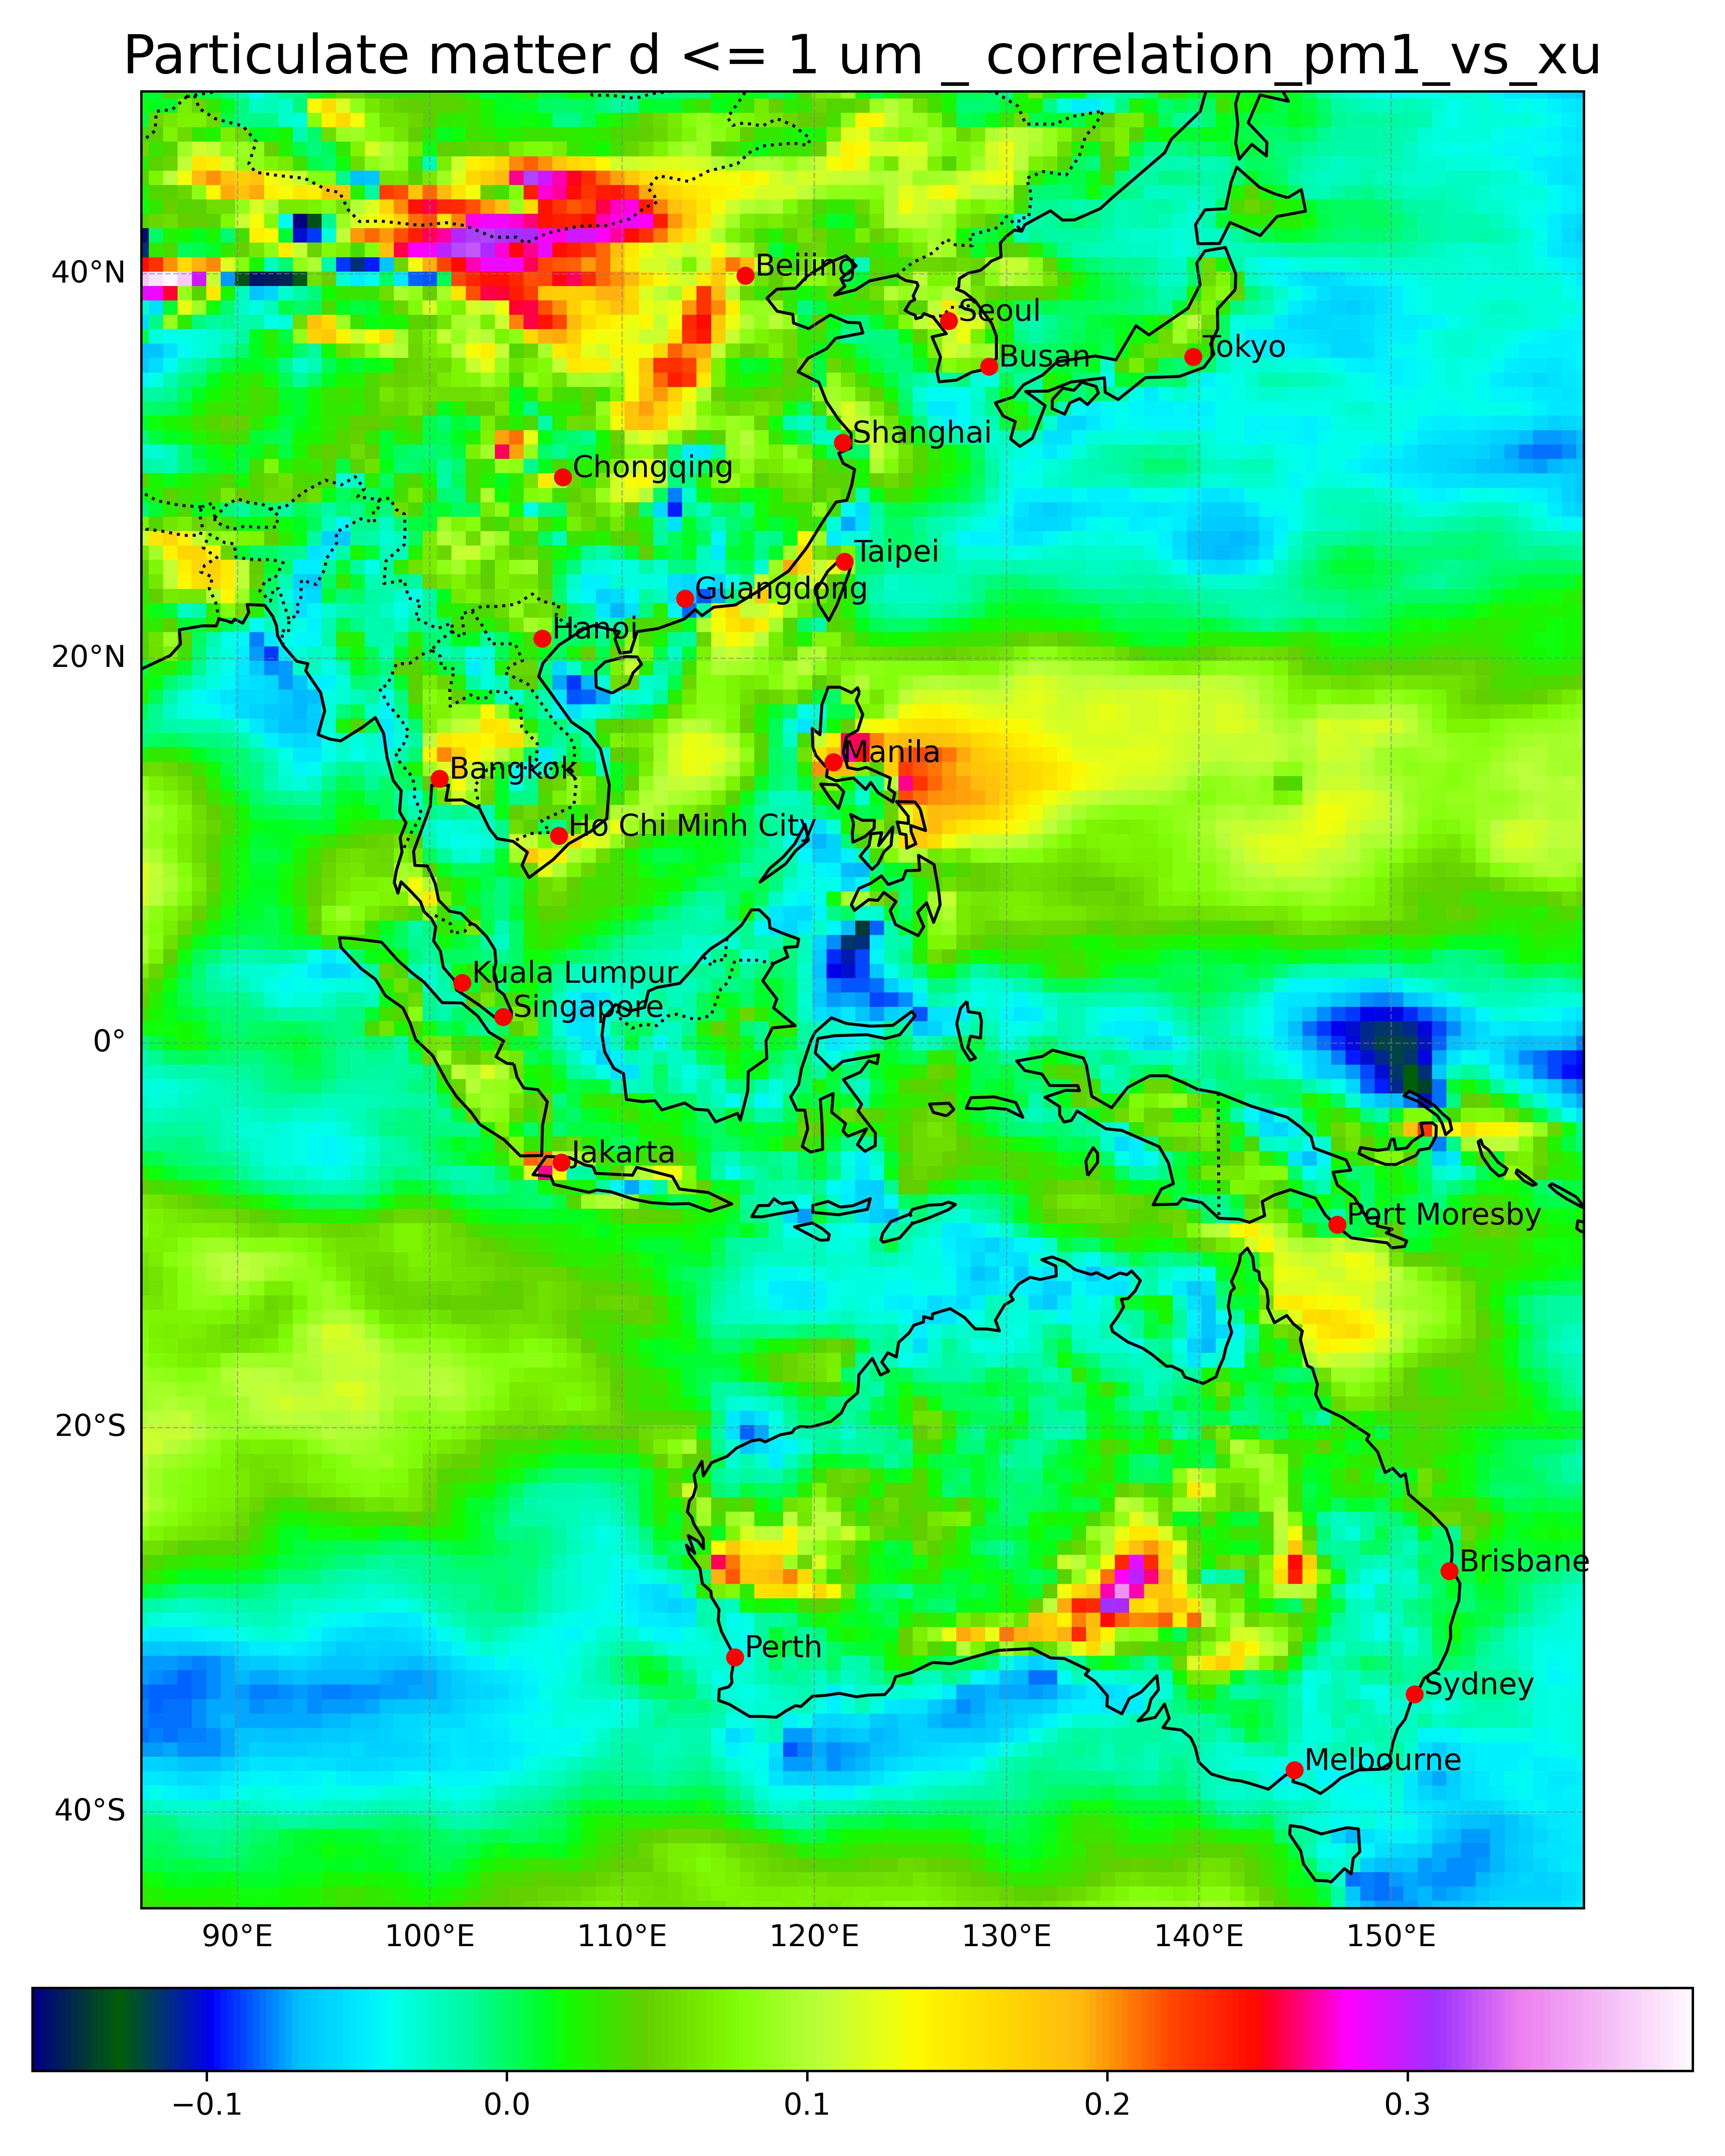 Particulate matter d <= 1 um _ correlation_pm1_vs_xu
40°N
20°N
0°
20°S
40°S
Beijing
Seoul
Busan
Tokyo
Shanghai
Chongqing
Taipei
Guangdong
Hanoi
Manila
Bangkok
Ho Chi Minh City
Kuala Lumpur
Singapore
Jakarta
Port Moresby
Brisbane
Perth
Sydney
Melbourne
90°E 100°E 110°E 120°E 130°E 140°E 150°E
−0.1 0.0 0.1 0.2 0.3